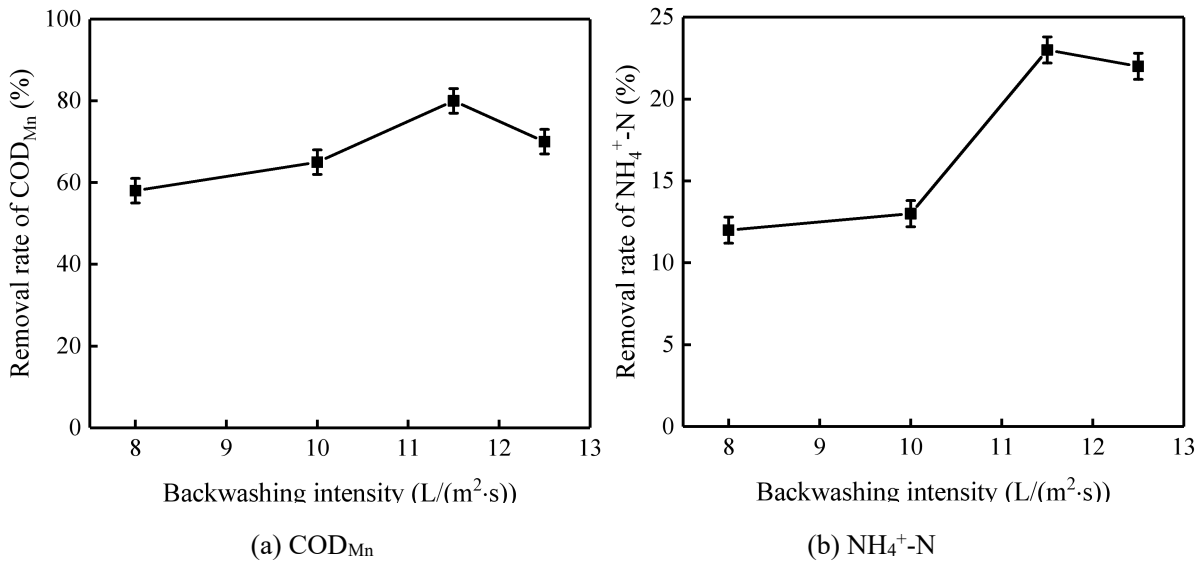 100
80
60
40
20
0
Removal rate of COD_Mn (%)
8 9 10 11 12 13
Backwashing intensity (L/(m²·s))
(a) COD_Mn
25
20
15
10
5
0
Removal rate of NH₄⁺-N (%)
8 9 10 11 12 13
Backwashing intensity (L/(m²·s))
(b) NH₄⁺-N